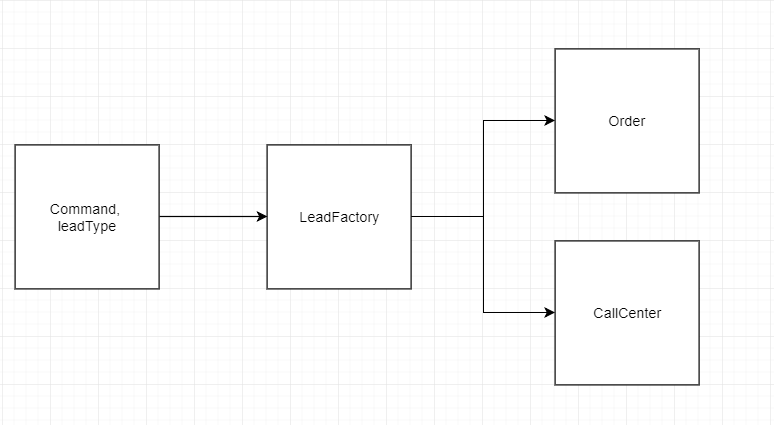 Command,
leadType
LeadFactory
Order
CallCenter